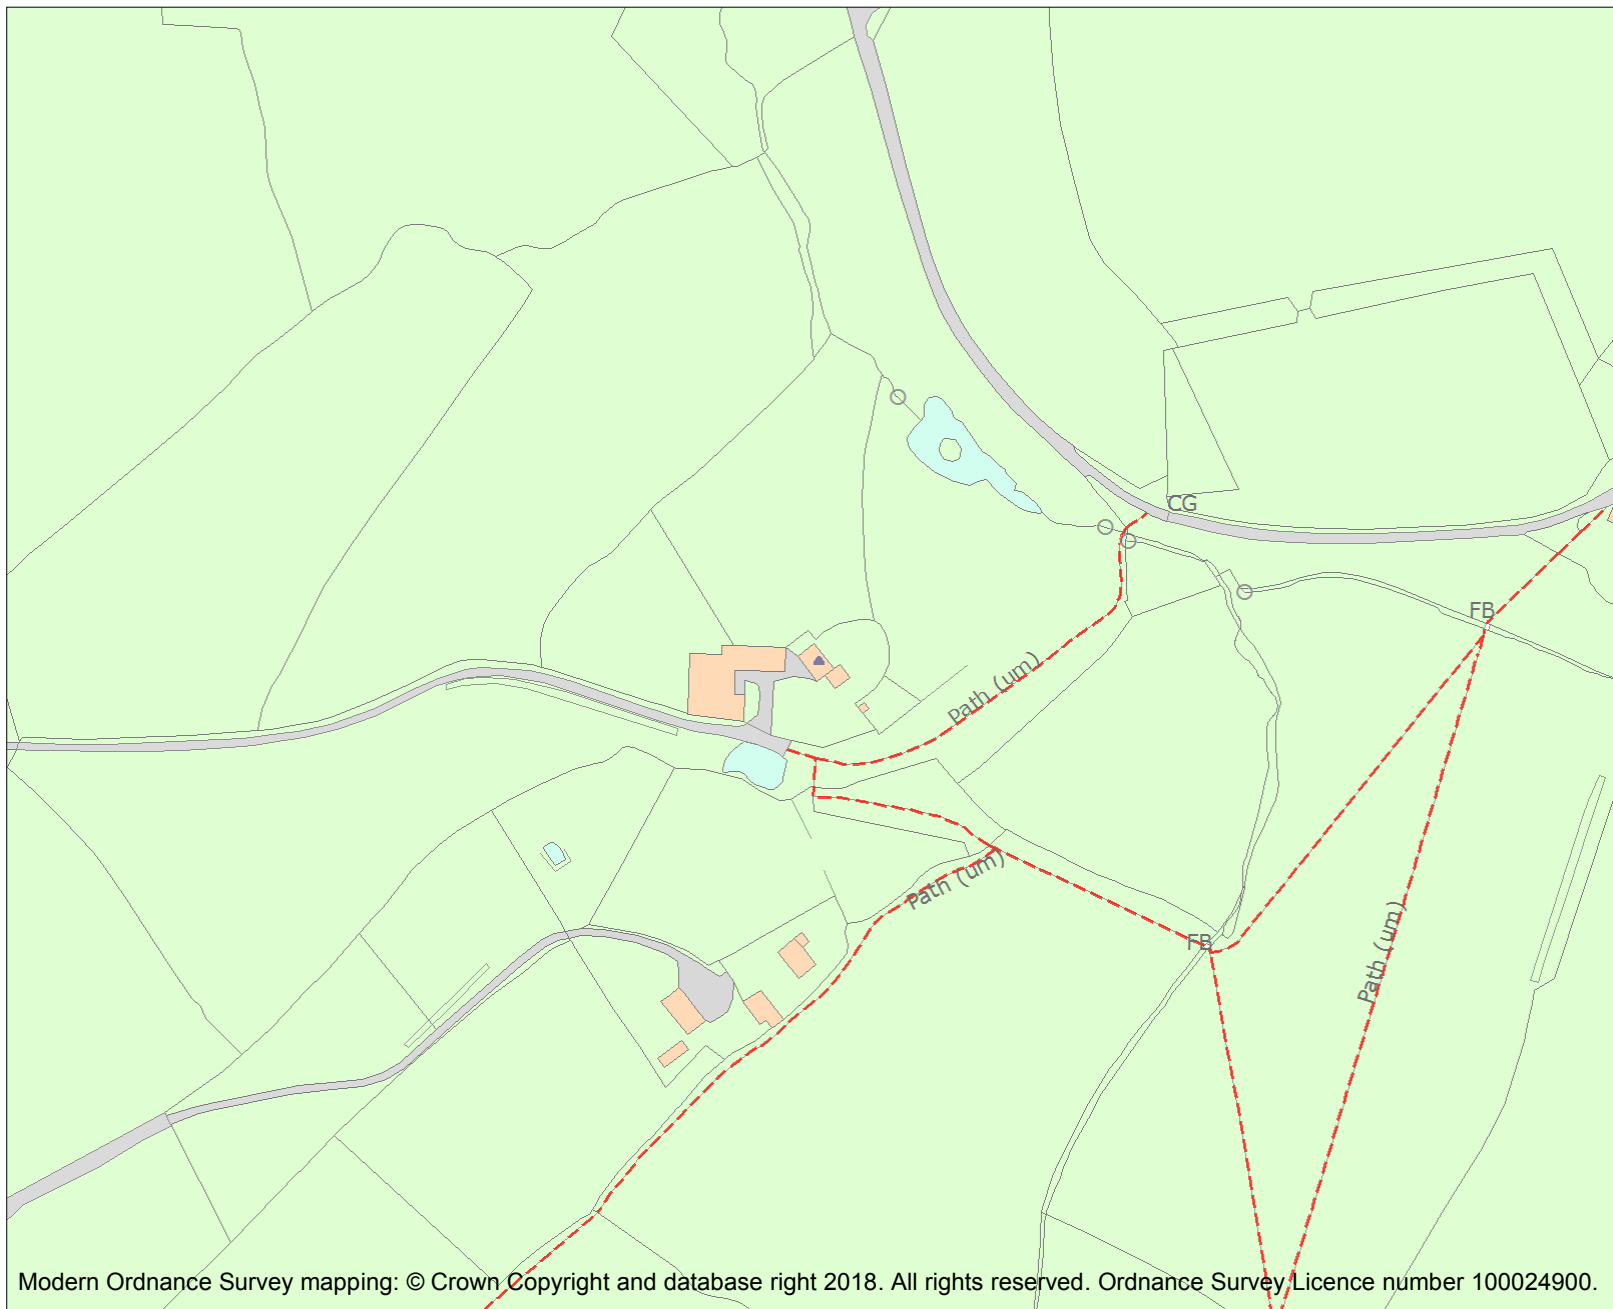 CG
FB
Path (um)
Path (um)
Path (um)
FB
Modern Ordnance Survey mapping: © Crown Copyright and database right 2018. All rights reserved. Ordnance Survey Licence number 100024900.